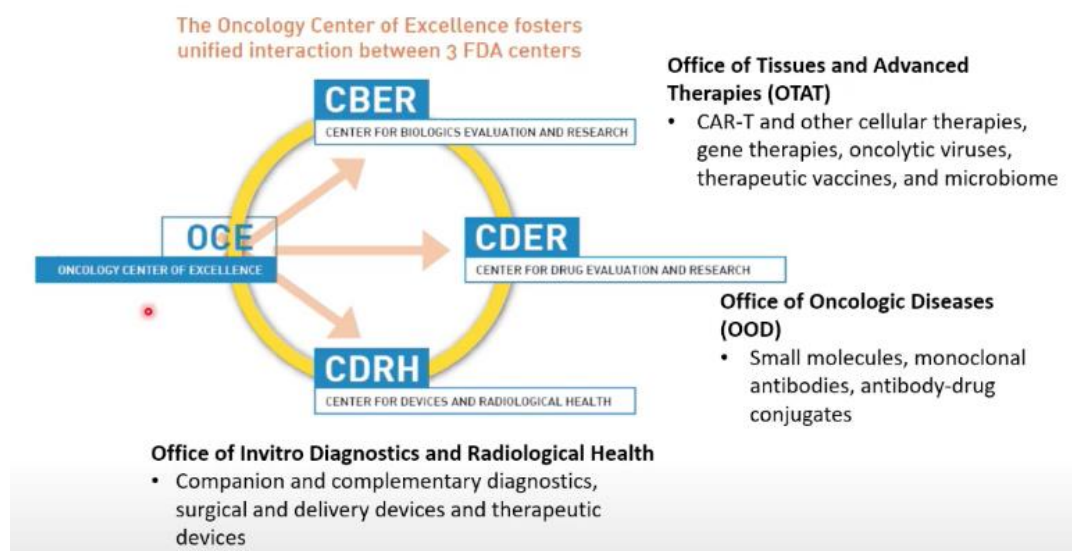 The Oncology Center of Excellence fosters
unified interaction between 3 FDA centers
CBER
CENTER FOR BIOLOGICS EVALUATION AND RESEARCH
Office of Tissues and Advanced
Therapies (OTAT)
• CAR-T and other cellular therapies,
gene therapies, oncolytic viruses,
therapeutic vaccines, and microbiome
OCE
ONCOLOGY CENTER OF EXCELLENCE
CDER
CENTER FOR DRUG EVALUATION AND RESEARCH
Office of Oncologic Diseases
(OOD)
• Small molecules, monoclonal
antibodies, antibody-drug
conjugates
CDRH
CENTER FOR DEVICES AND RADIOLOGICAL HEALTH
Office of Invitro Diagnostics and Radiological Health
• Companion and complementary diagnostics,
surgical and delivery devices and therapeutic
devices